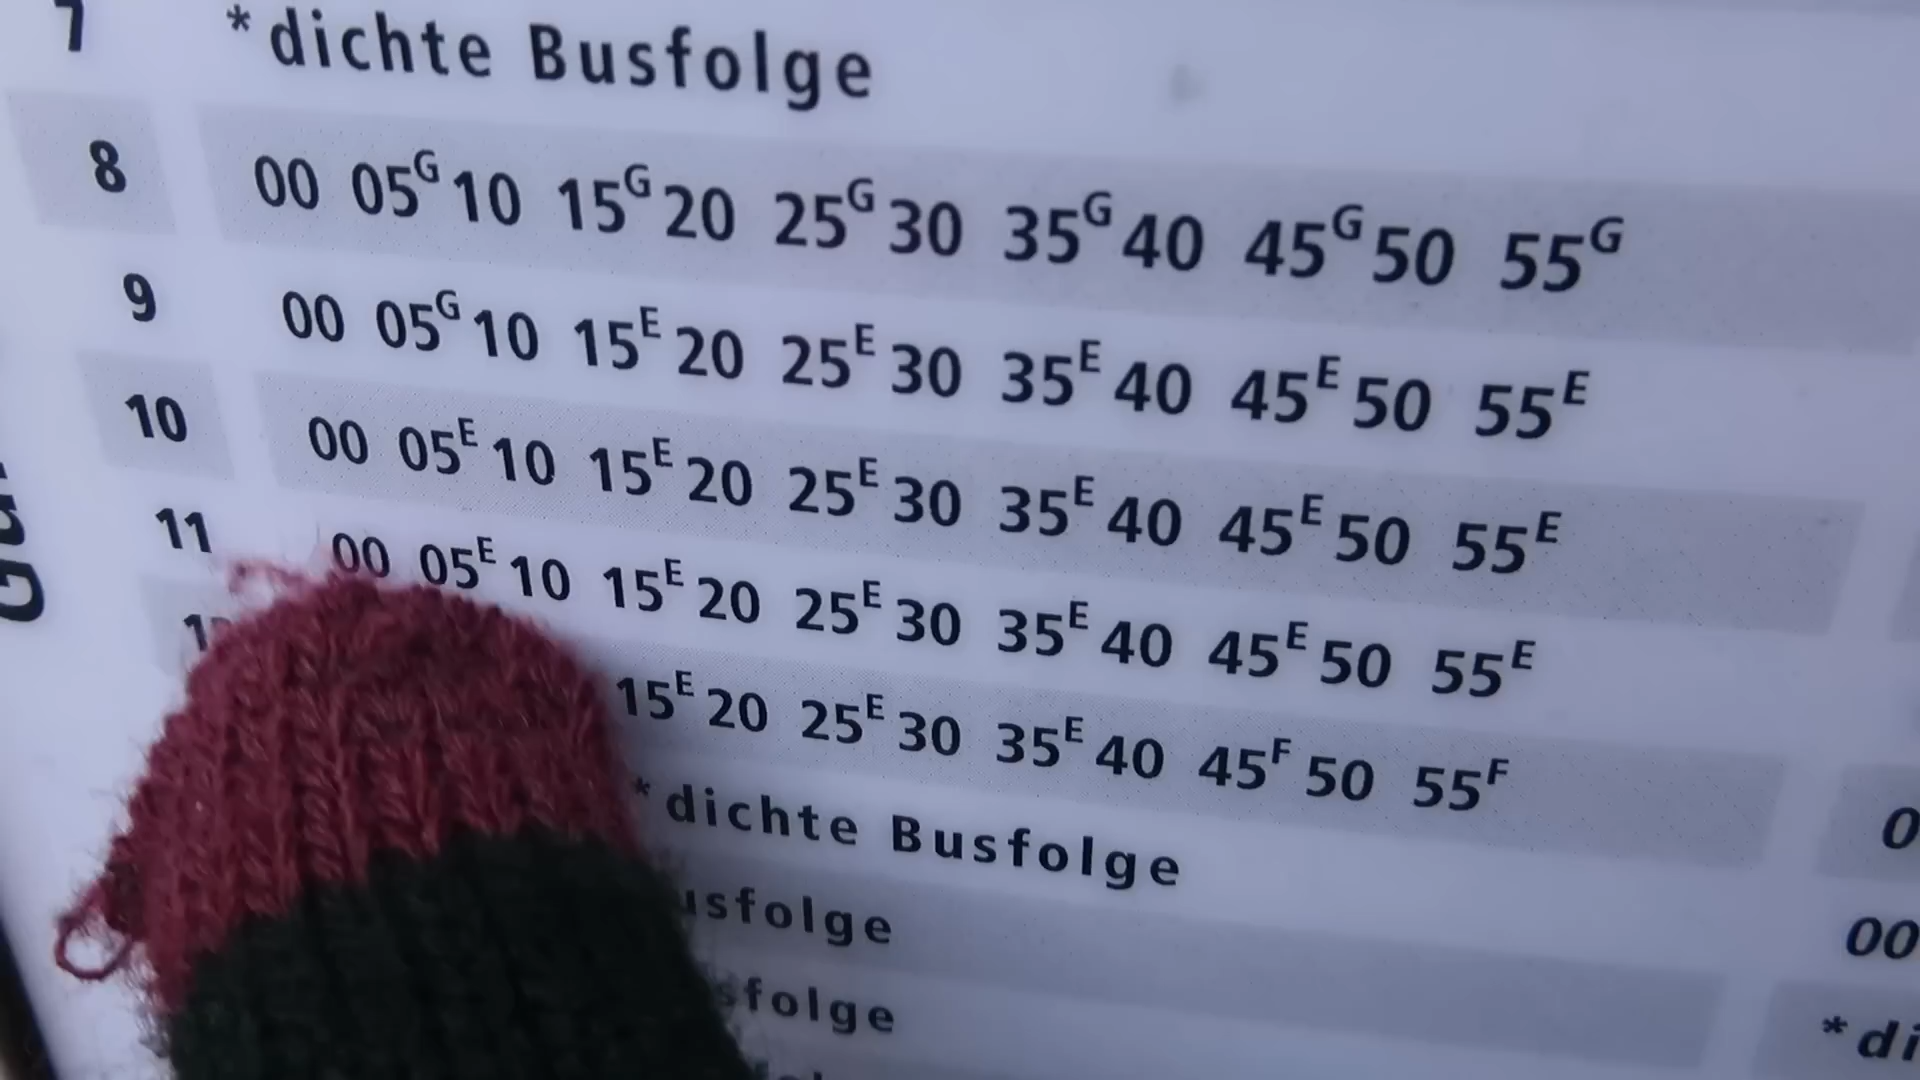 7 *dichte Busfolge
8 00 05G 10 15G 20 25G 30 35G 40 45G 50 55G
9 00 05G 10 15E 20 25E 30 35E 40 45E 50 55E
10 00 05E 10 15E 20 25E 30 35E 40 45E 50 55E
11 00 05E 10 15E 20 25E 30 35E 40 45E 50 55E
15E 20 25E 30 35E 40 45F 50 55F
*dichte Busfolge
00